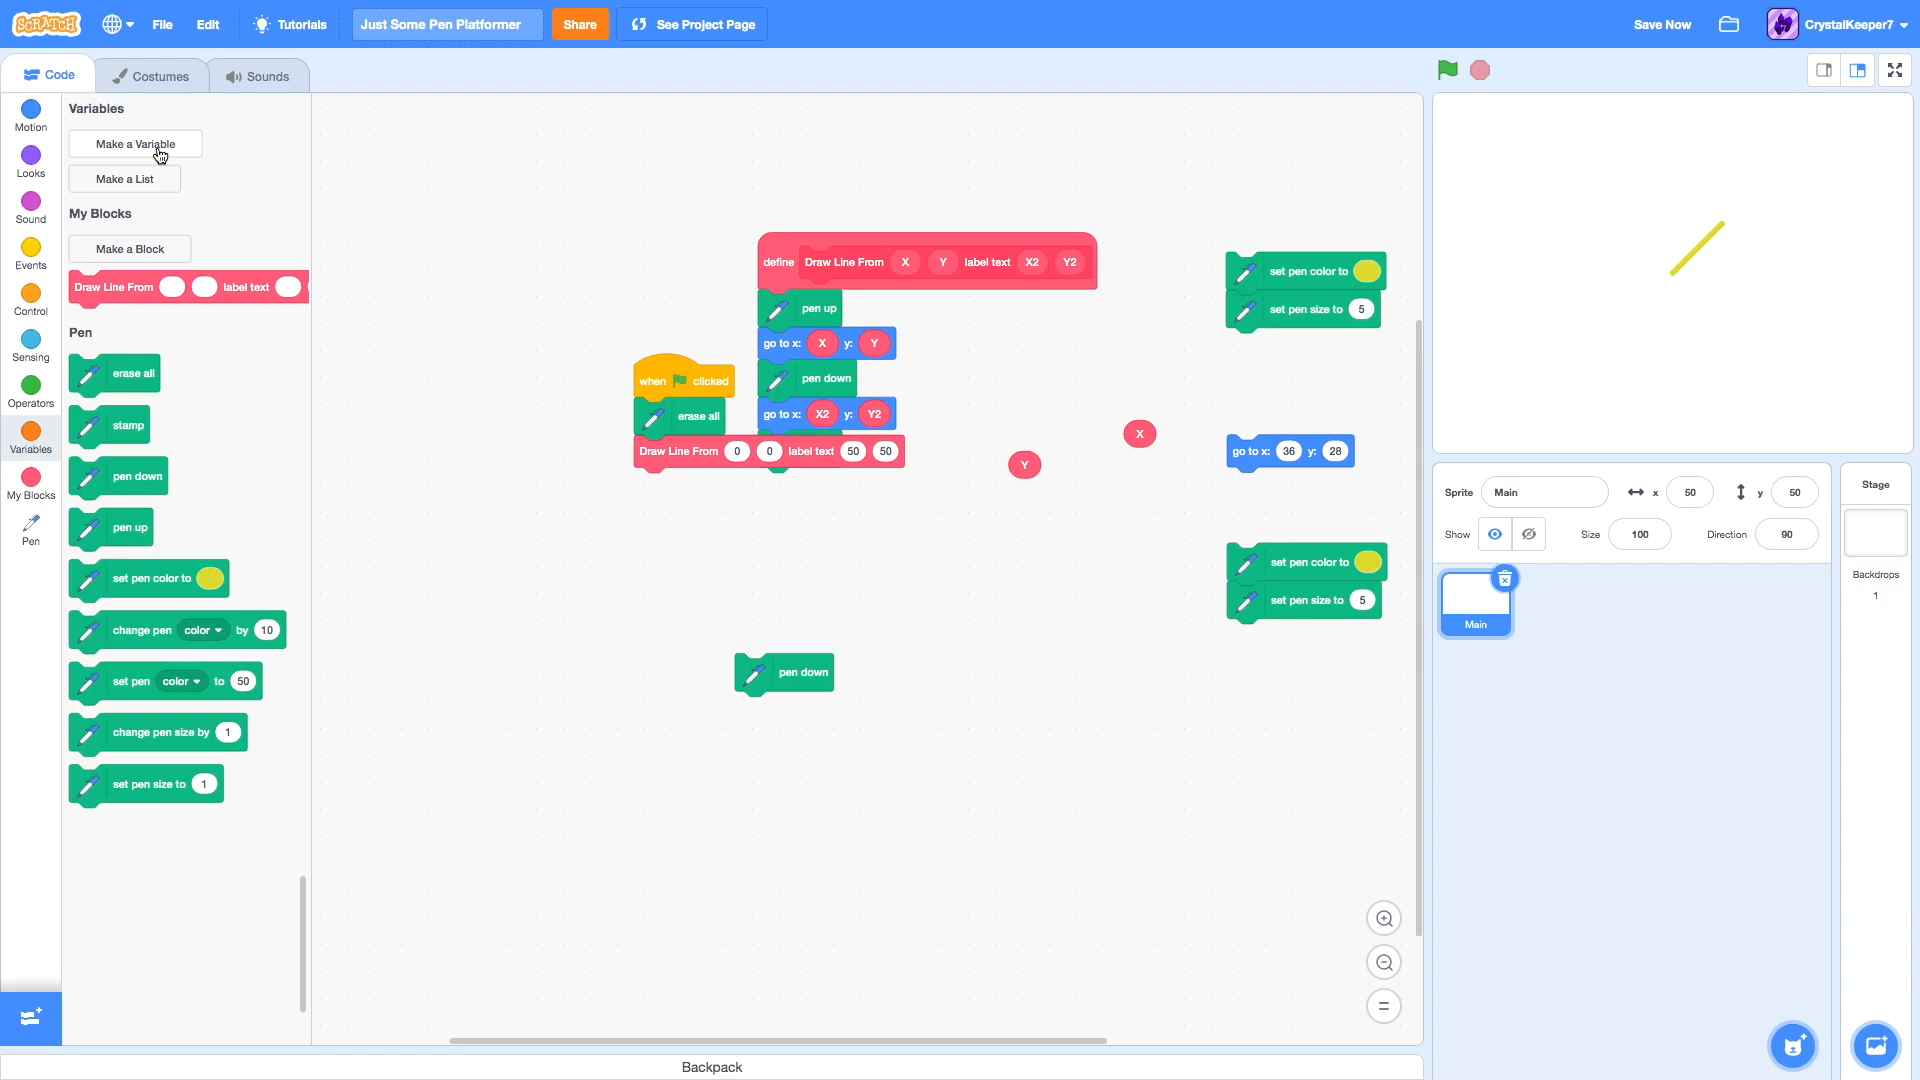 SCRATCH
File
Edit
Tutorials
Just Some Pen Platformer
Share
See Project Page
Save Now
CrystalKeeper7
Code
Costumes
Sounds
Motion
Looks
Sound
Events
Control
Sensing
Operators
Variables
My Blocks
Pen
Variables
Make a Variable
Make a List
My Blocks
Make a Block
Draw Line From label text
Pen
erase all
stamp
pen down
pen up
set pen color to
change pen color by 10
set pen color to 50
change pen size by 1
set pen size to 1
define Draw Line From X Y label text X2 Y2
pen up
go to x: X y: Y
pen down
go to x: X2 y: Y2
when clicked
erase all
Draw Line From 0 0 label text 50 50
X
Y
pen down
set pen color to
set pen size to 5
go to x: 36 y: 28
set pen color to
set pen size to 5
Backpack
Sprite Main x 50 y 50
Show Size 100 Direction 90
Main
Stage
Backdrops
1